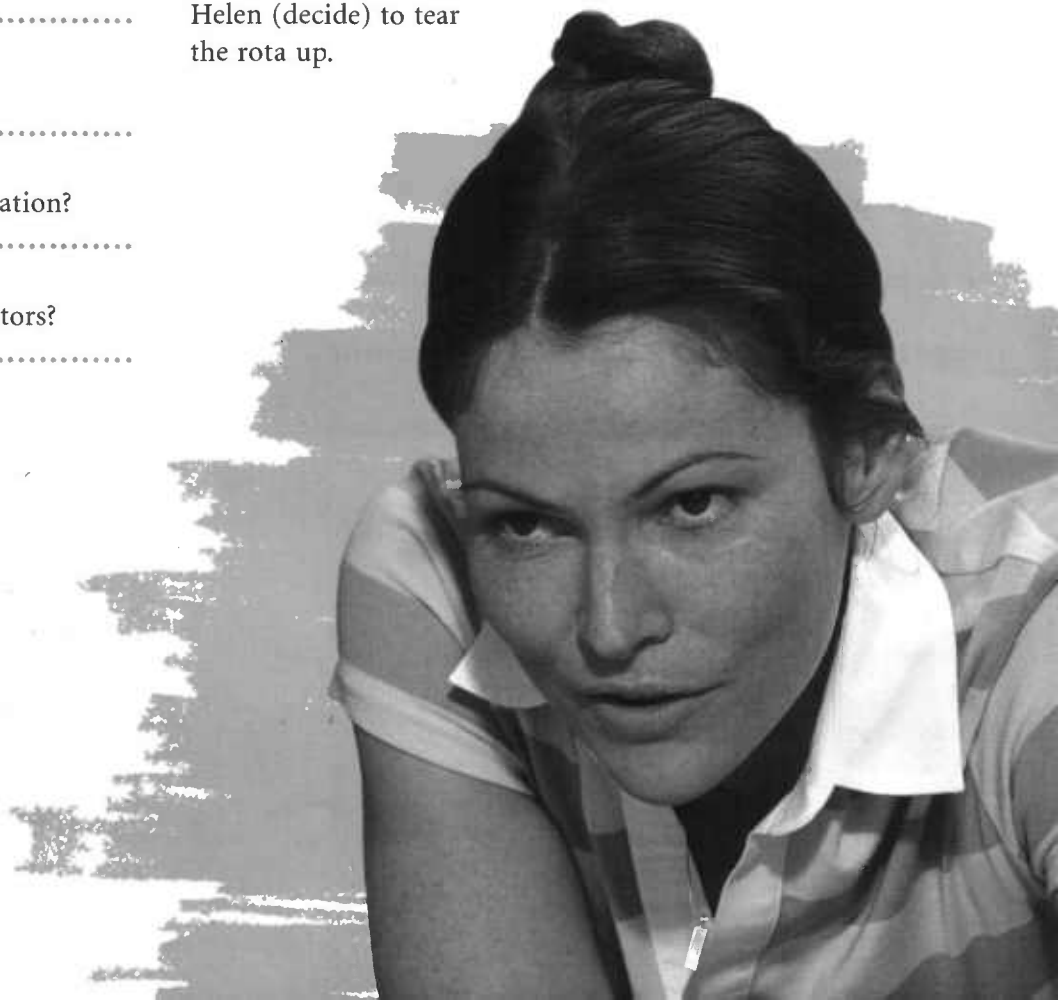 Helen (decide) to tear
the rota up.
ation?
tors?